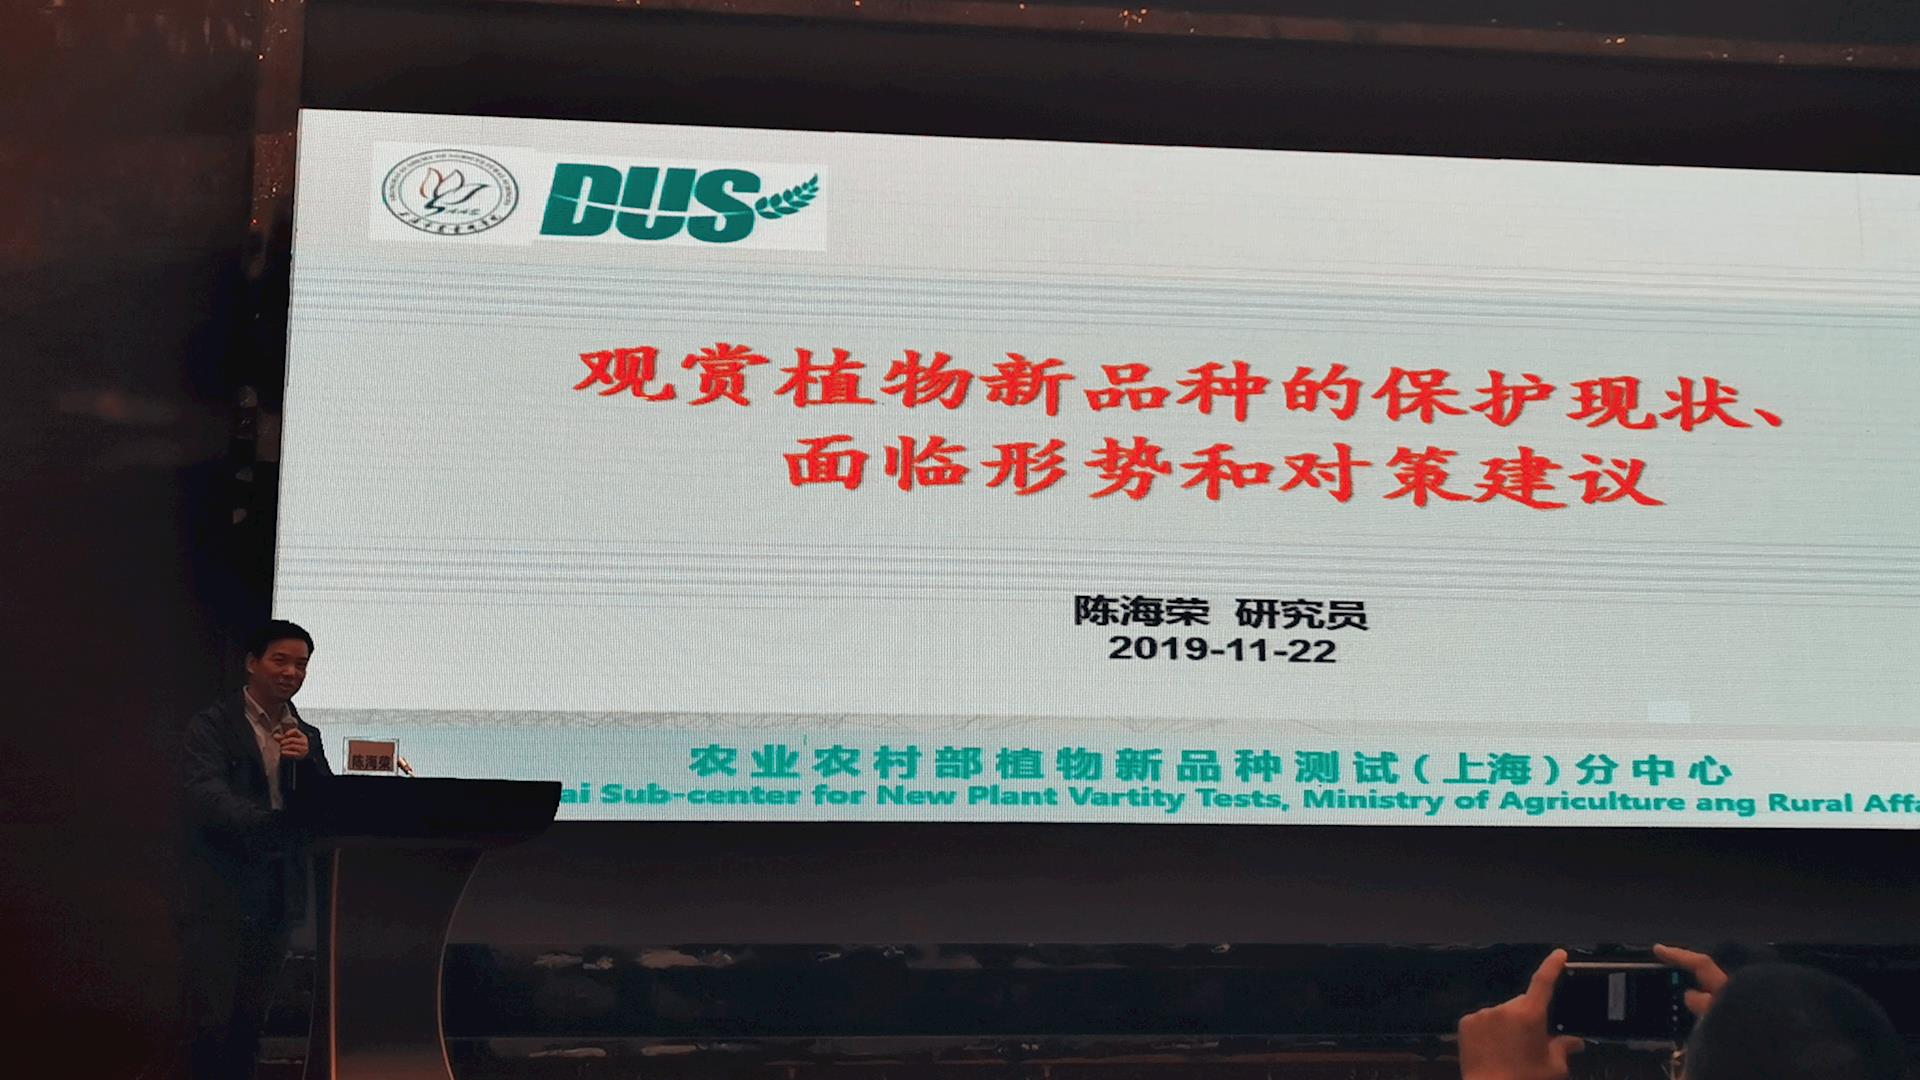 DUS
观赏植物新品种的保护现状、
面临形势和对策建议
陈海荣 研究员
2019-11-22
陈海荣
农业农村部植物新品种测试(上海)分中心
ai Sub-center for New Plant Vartity Tests, Ministry of Agriculture ang Rural Affa